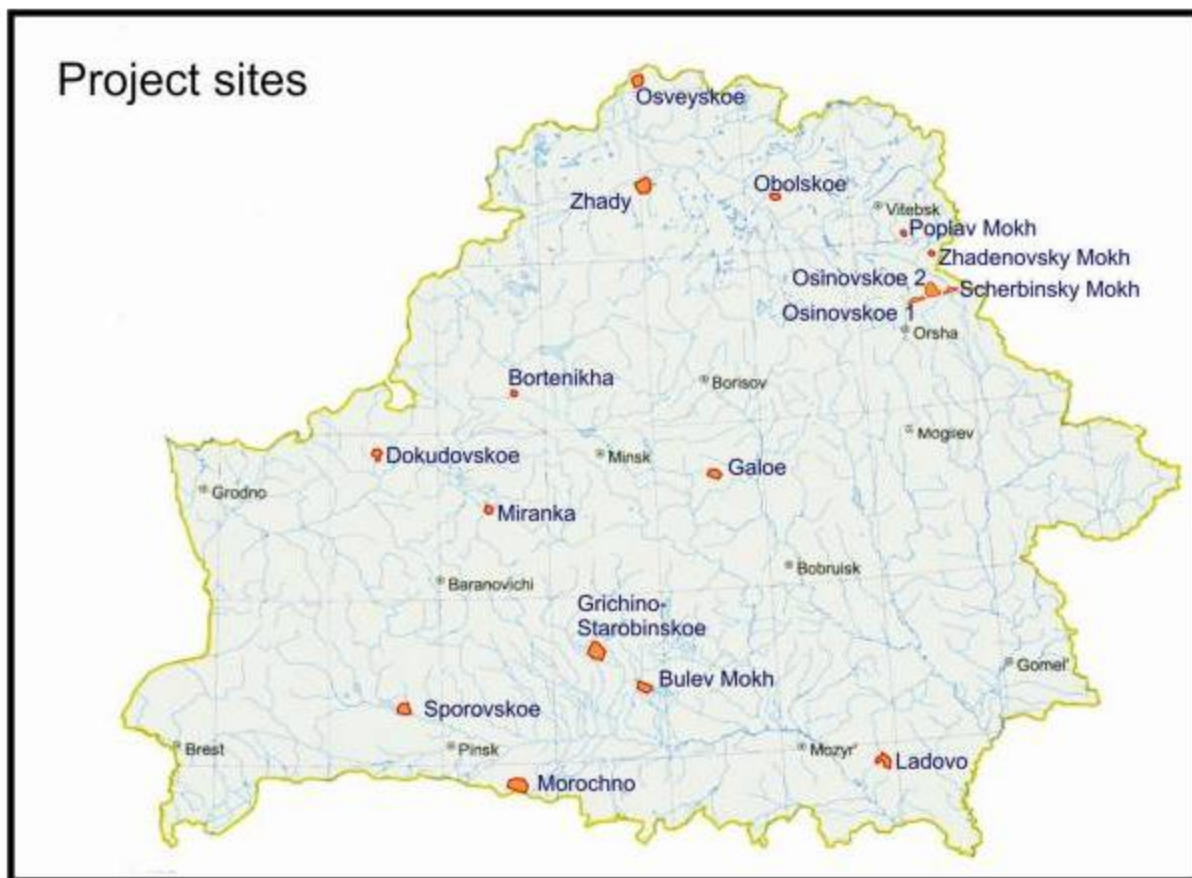 Project sites
Osveyskoe
Zhady
Obolskoe
Vitebsk
Poplav Mokh
Zhadenovsky Mokh
Osinovskoe 2
Scherbinsky Mokh
Osinovskoe 1
Orsha
Bortenikha
Borisov
Mogilev
Dokudovskoe
Minsk
Galoe
Grodno
Miranka
Bobruisk
Baranovichi
Grichino-
Starobinskoe
Gomel'
Bulev Mokh
Sporovskoe
Brest
Pinsk
Mozyr'
Ladovo
Morochno